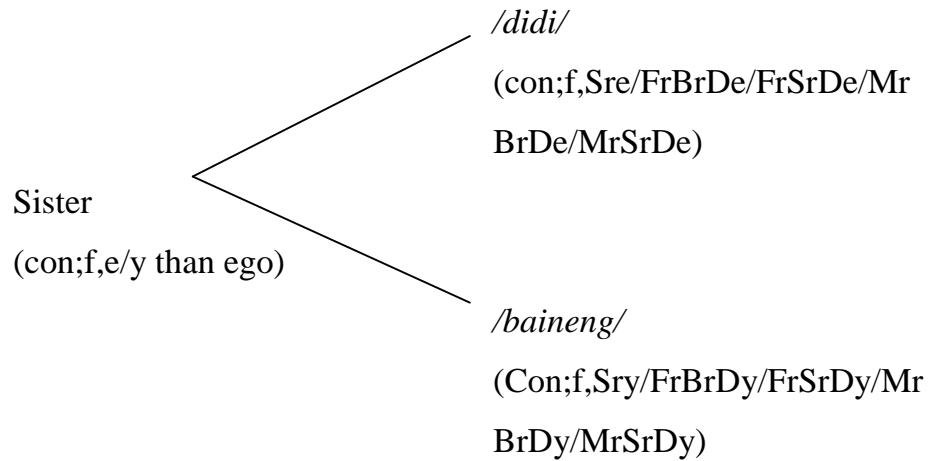 /didi/
(con;f,Sre/FrBrDe/FrSrDe/Mr
BrDe/MrSrDe)
Sister
(con;f,e/y than ego)
/baineng/
(Con;f,Sry/FrBrDy/FrSrDy/Mr
BrDy/MrSrDy)